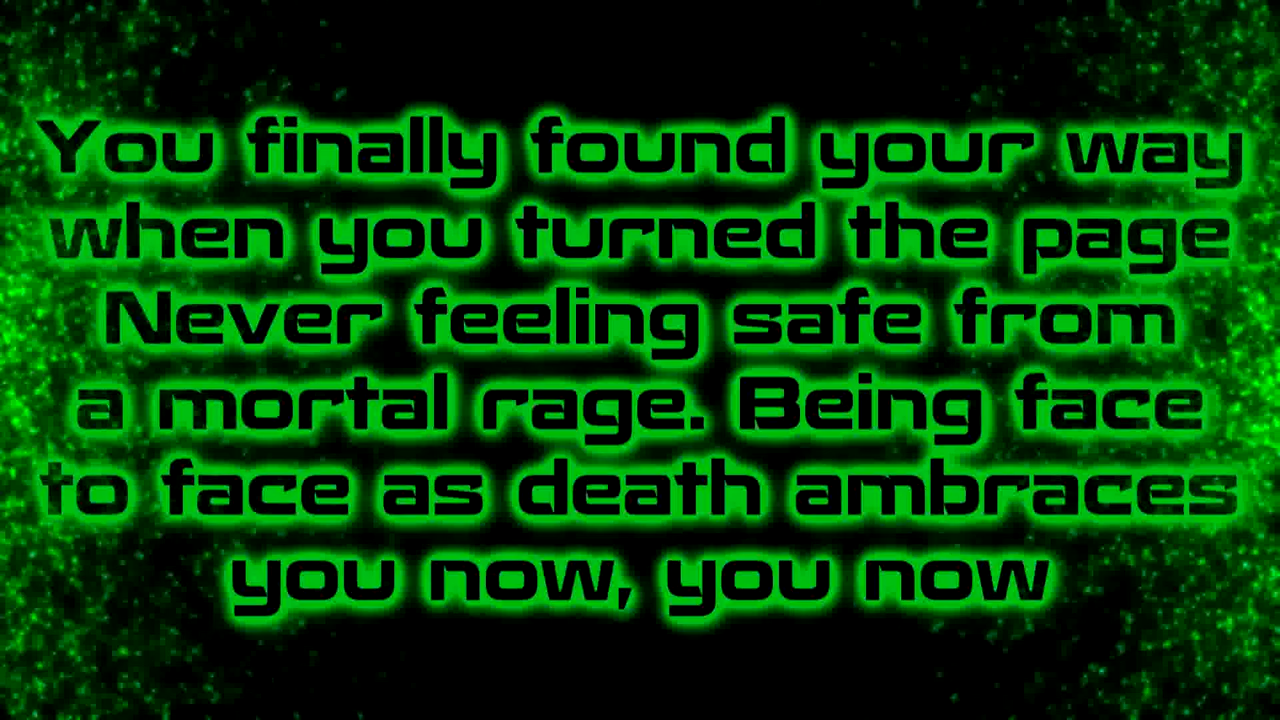 You finally found your way
when you turned the page
Never feeling safe from
a mortal rage. Being face
to face as death ambraces
you now, you now